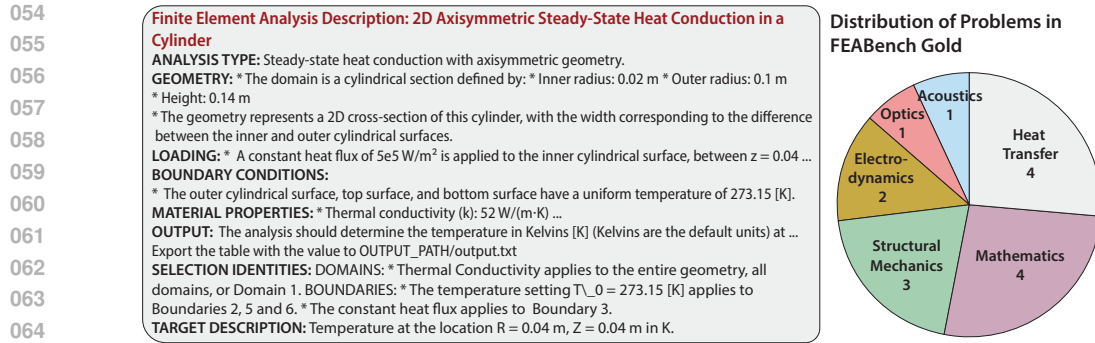 054
055
056
057
058
059
060
061
062
063
064
Finite Element Analysis Description: 2D Axisymmetric Steady-State Heat Conduction in a
Cylinder
ANALYSIS TYPE: Steady-state heat conduction with axisymmetric geometry.
GEOMETRY: * The domain is a cylindrical section defined by: * Inner radius: 0.02 m * Outer radius: 0.1 m
* Height: 0.14 m
* The geometry represents a 2D cross-section of this cylinder, with the width corresponding to the difference
between the inner and outer cylindrical surfaces.
LOADING: * A constant heat flux of 5e5 W/m² is applied to the inner cylindrical surface, between z = 0.04 ...
BOUNDARY CONDITIONS:
* The outer cylindrical surface, top surface, and bottom surface have a uniform temperature of 273.15 [K].
MATERIAL PROPERTIES: * Thermal conductivity (k): 52 W/(m·K) ...
OUTPUT: The analysis should determine the temperature in Kelvins [K] (Kelvins are the default units) at ...
Export the table with the value to OUTPUT_PATH/output.txt
SELECTION IDENTITIES: DOMAINS: * Thermal Conductivity applies to the entire geometry, all
domains, or Domain 1. BOUNDARIES: * The temperature setting T\_0 = 273.15 [K] applies to
Boundaries 2, 5 and 6. * The constant heat flux applies to Boundary 3.
TARGET DESCRIPTION: Temperature at the location R = 0.04 m, Z = 0.04 m in K.
Distribution of Problems in
FEABench Gold
Acoustics
1
Optics
1
Heat
Transfer
4
Electro-
dynamics
2
Structural
Mechanics
3
Mathematics
4